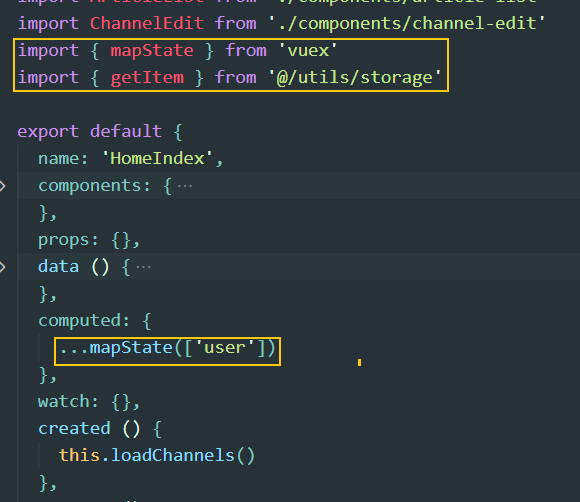 import ArticleList from './components/article-list'
import ChannelEdit from './components/channel-edit'
import { mapState } from 'vuex'
import { getItem } from '@/utils/storage'
export default {
name: 'HomeIndex',
components: {···
},
props: {},
data () {···
},
computed: {
...mapState(['user'])
},
watch: {},
created () {
this.loadChannels()
},